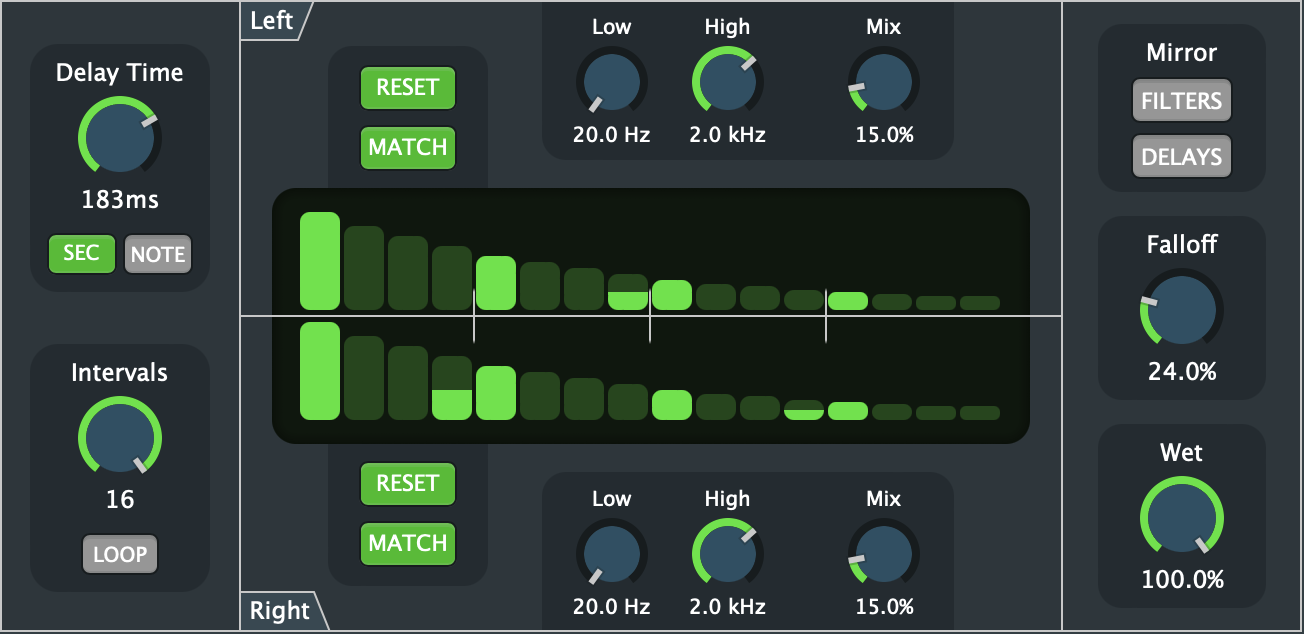 Delay Time
183ms
SEC
NOTE
Intervals
16
LOOP
Left
RESET
MATCH
Low
High
Mix
20.0 Hz
2.0 kHz
15.0%
RESET
MATCH
Low
High
Mix
20.0 Hz
2.0 kHz
15.0%
Right
Mirror
FILTERS
DELAYS
Falloff
24.0%
Wet
100.0%